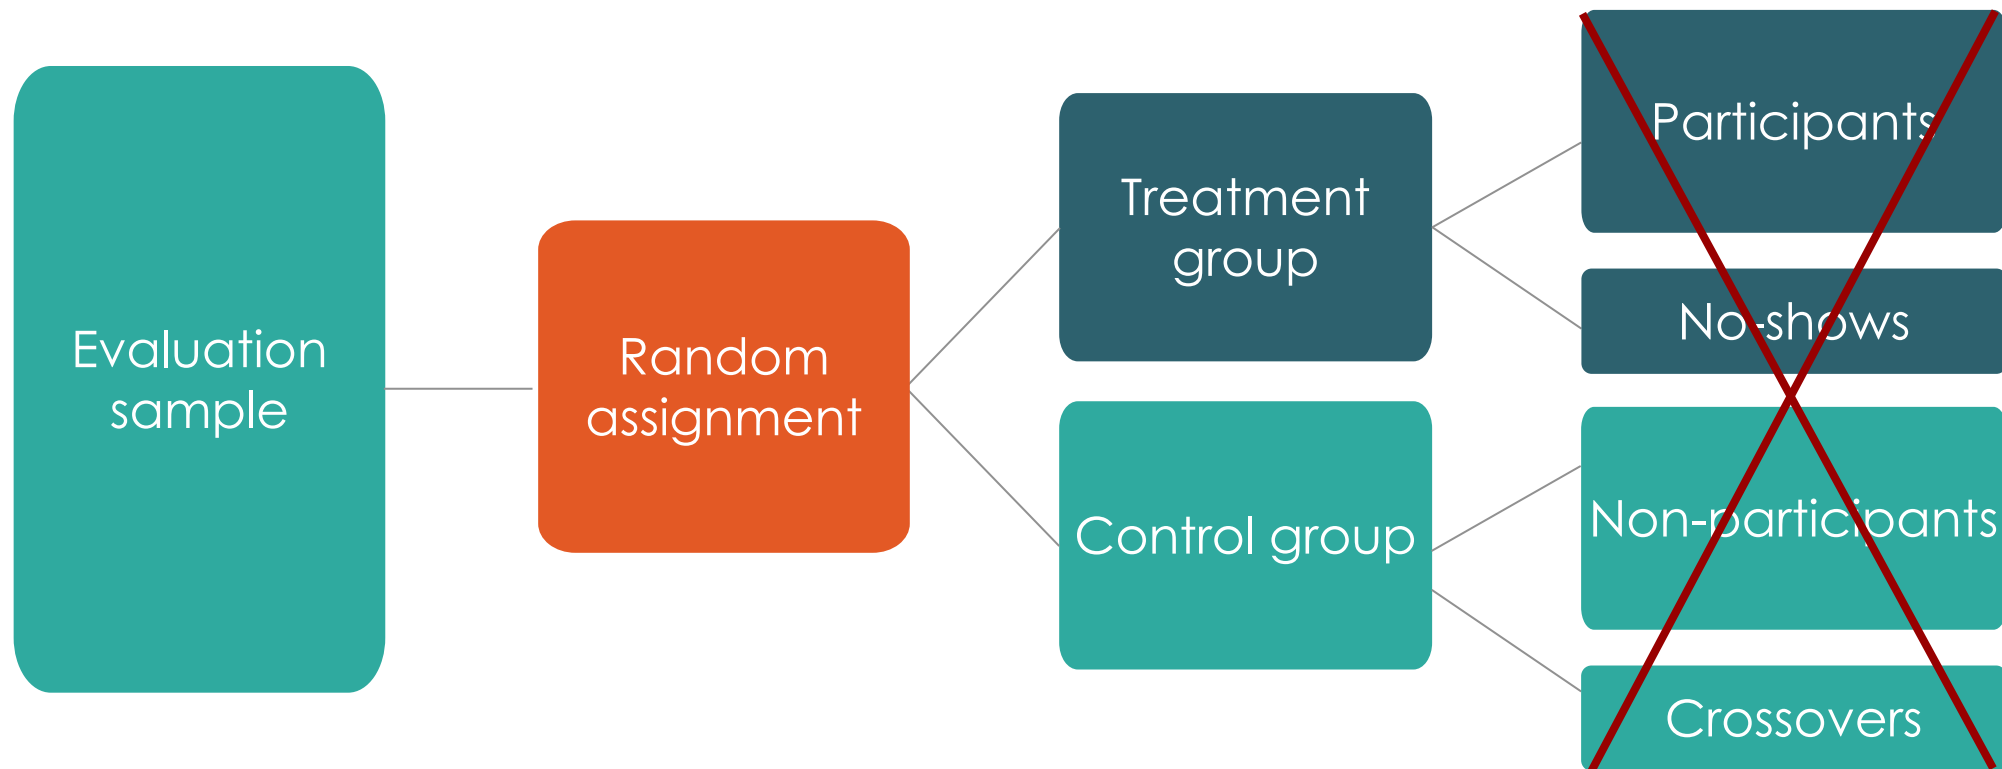 Evaluation
sample
Random
assignment
Treatment
group
Control group
Participants
No-shows
Non-participants
Crossovers